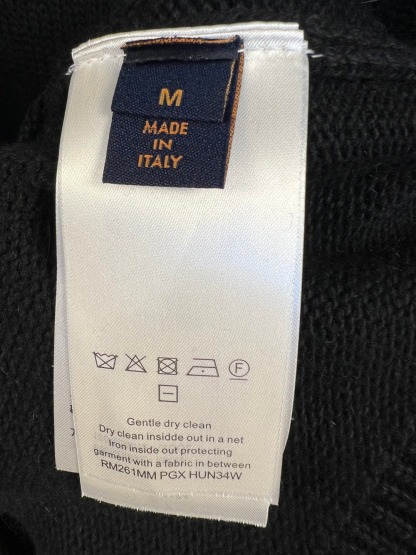 M
MADE
IN
ITALY
F
Gentle dry clean
Dry clean insidde out in a net
Iron inside out protecting
garment with a fabric in between
RM261MM PGX HUN34W